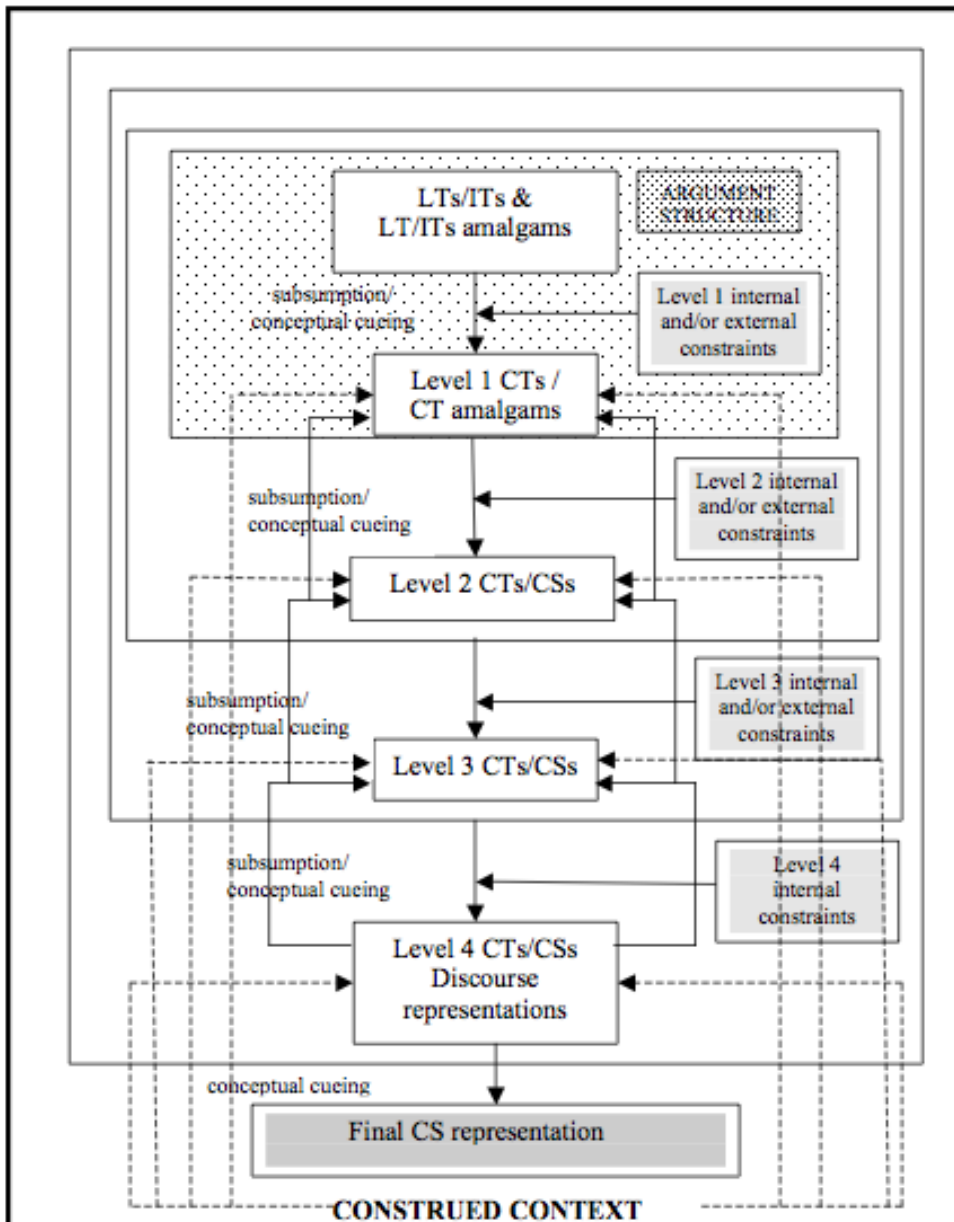 LTs/ITs &
LT/ITs amalgams
ARGUMENT
STRUCTURE
subsumption/
conceptual cueing
Level 1 internal
and/or external
constraints
Level 1 CTs /
CT amalgams
subsumption/
conceptual cueing
Level 2 internal
and/or external
constraints
Level 2 CTs/CSs
subsumption/
conceptual cueing
Level 3 internal
and/or external
constraints
Level 3 CTs/CSs
subsumption/
conceptual cueing
Level 4
internal
constraints
Level 4 CTs/CSs
Discourse
representations
conceptual cueing
Final CS representation
CONSTRUED CONTEXT